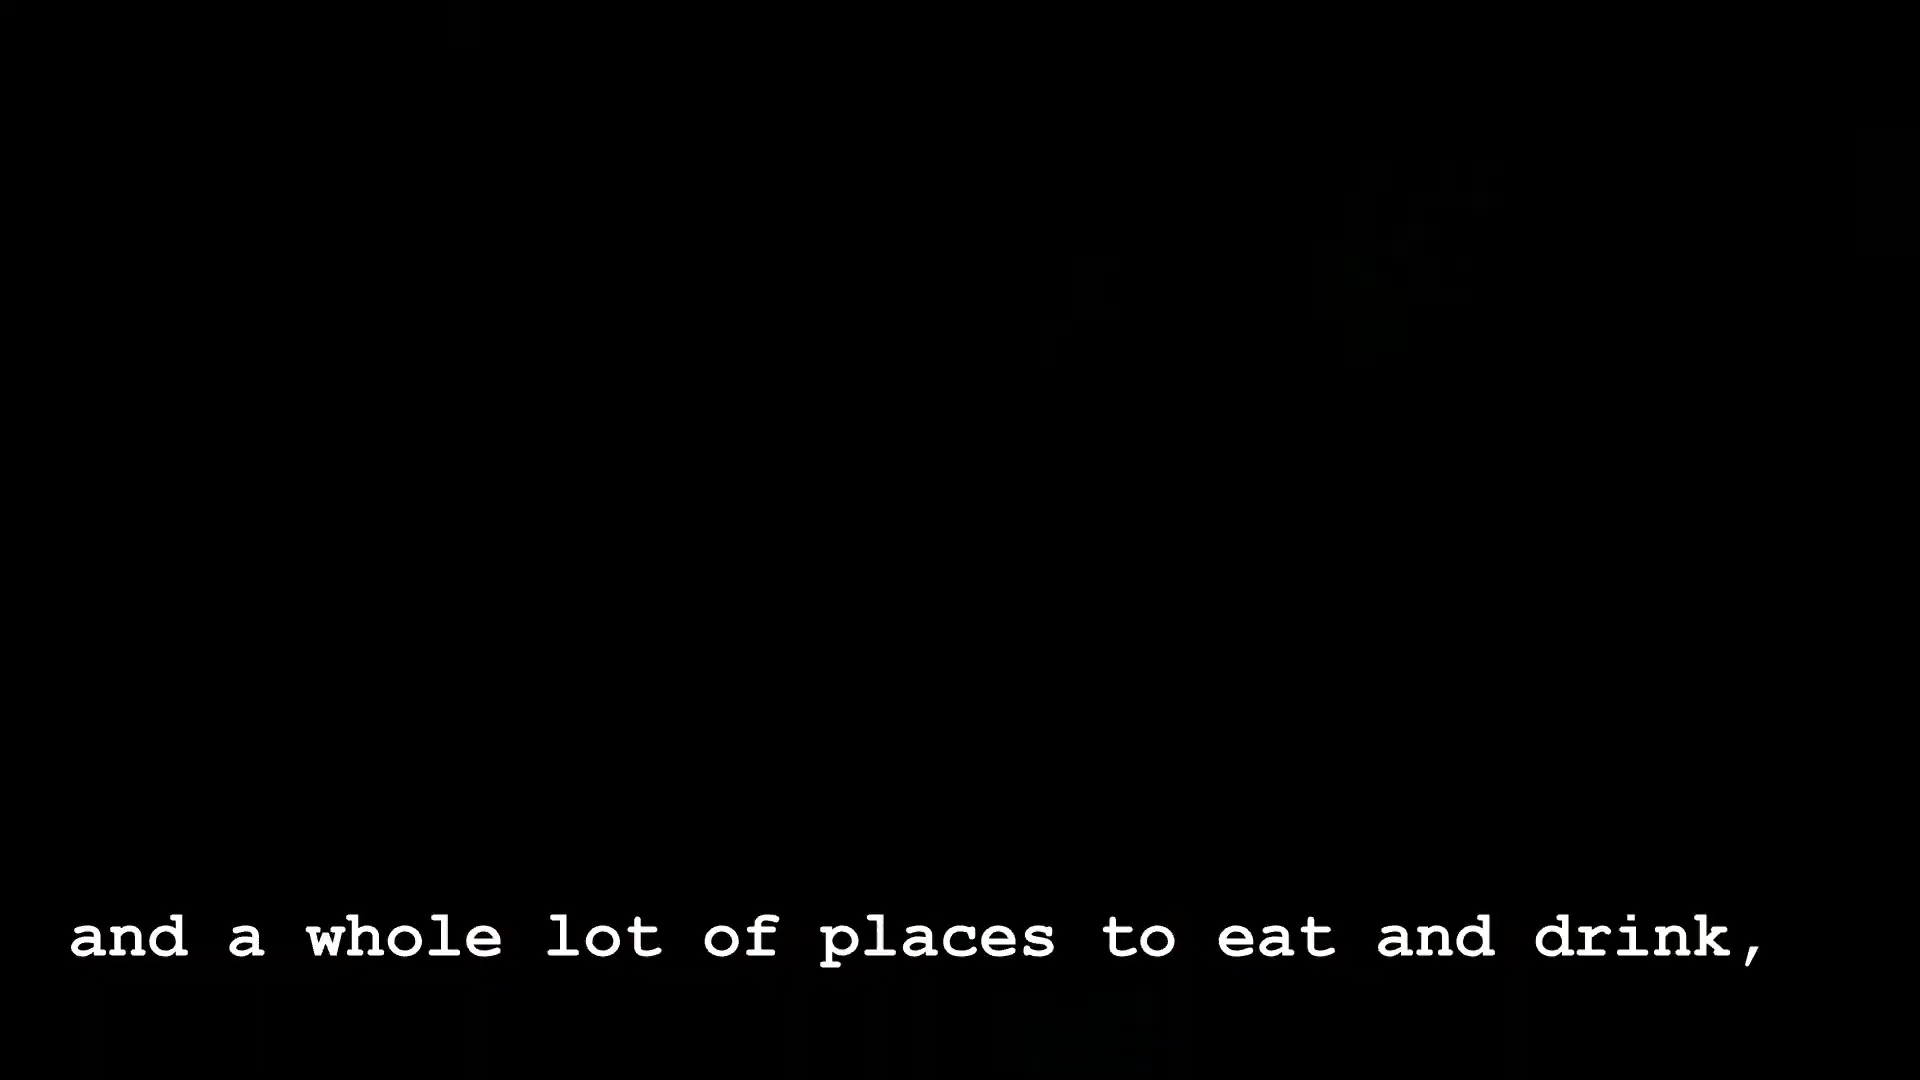 and a whole lot of places to eat and drink,